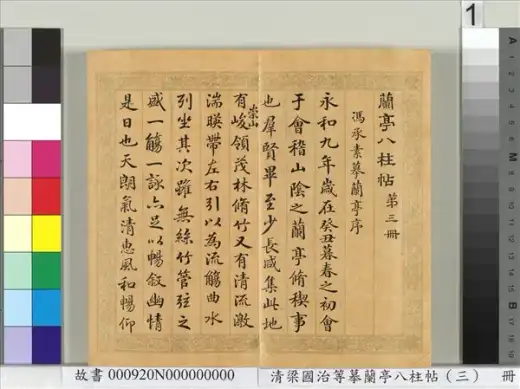 蘭亭八柱帖 第三冊
馮承素摹蘭亭序
永和九年歲在癸丑暮春之初會
于會稽山陰之蘭亭脩稧事
也羣賢畢至少長咸集此地
有崇山峻領茂林脩竹又有清流激
湍暎帶左右引以為流觴曲水
列坐其次雖無絲竹管弦之
盛一觴一詠亦足以暢敘幽情
是日也天朗氣清惠風和暢仰
1
A
M
B
故書 000920N000000000
清梁國治等摹蘭亭八柱帖（三） 冊